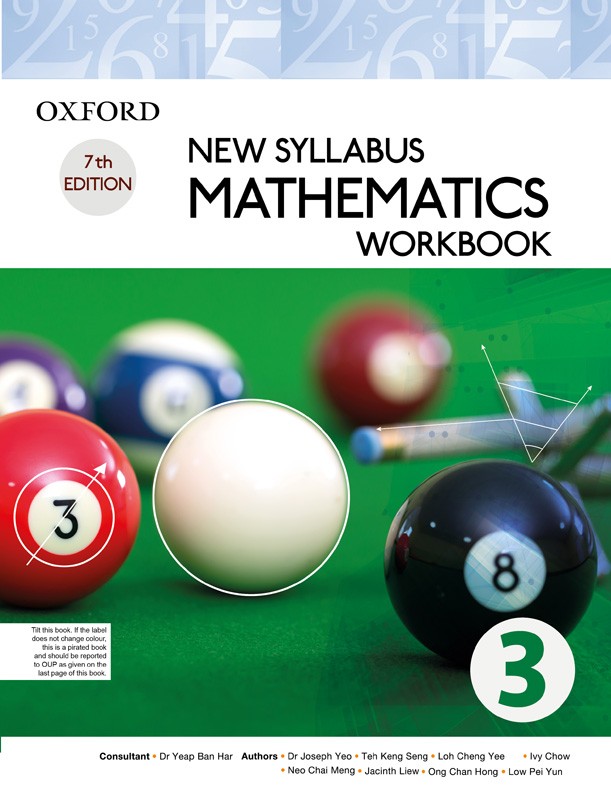 OXFORD
7th
EDITION
NEW SYLLABUS
MATHEMATICS
WORKBOOK
3
8
Tilt this book. If the label
does not change colour,
this is a pirated book
and should be reported
to OUP as given on the
last page of this book.
3
Consultant • Dr Yeap Ban Har Authors • Dr Joseph Yeo • Teh Keng Seng • Loh Cheng Yee • Ivy Chow
• Neo Chai Meng • Jacinth Liew • Ong Chan Hong • Low Pei Yun